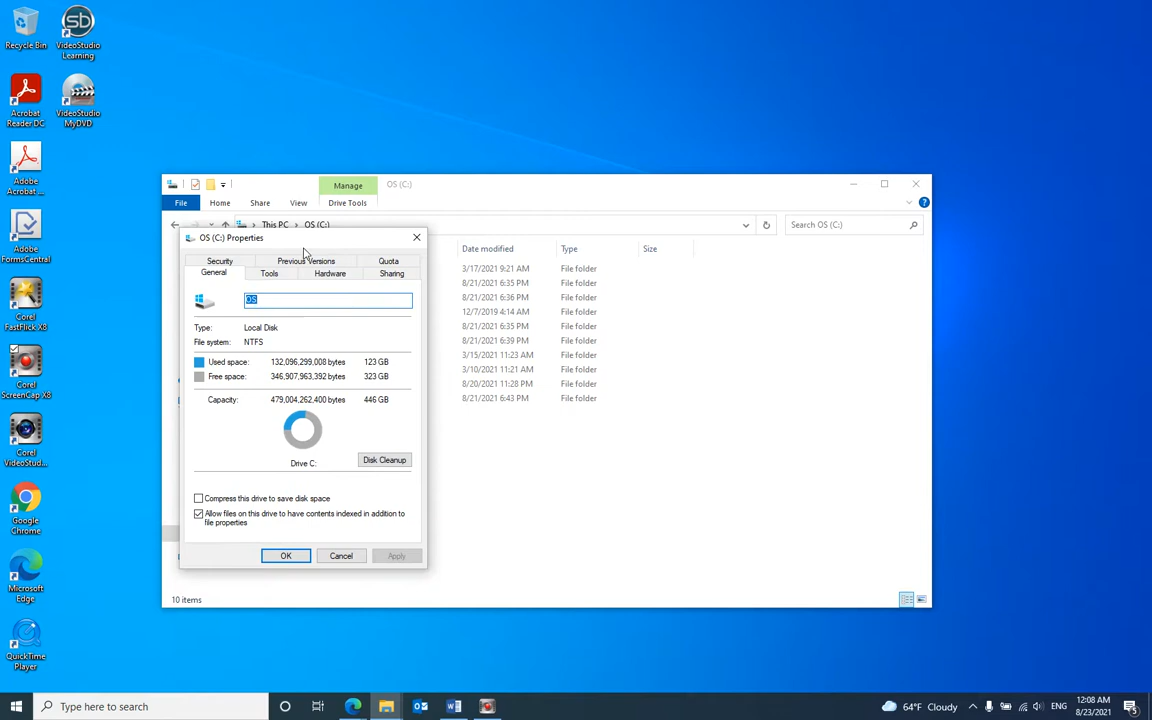 Recycle Bin
VideoStudio
Learning
Acrobat
Reader DC
VideoStudio
MyDVD
Adobe
Acrobat ...
Adobe
FormsCentral
Corel
FastFlick X8
Corel
ScreenCap X8
Corel
VideoStud...
Google
Chrome
Microsoft
Edge
QuickTime
Player
Manage
OS (C:)
File
Home
Share
View
Drive Tools
This PC > OS (C:)
Search OS (C:)
Date modified
Type
Size
3/17/2021 9:21 AM File folder
8/21/2021 6:35 PM File folder
8/21/2021 6:36 PM File folder
12/7/2019 4:14 AM File folder
8/21/2021 6:35 PM File folder
8/21/2021 6:39 PM File folder
3/15/2021 11:23 AM File folder
3/10/2021 11:21 AM File folder
8/20/2021 11:28 PM File folder
8/21/2021 6:43 PM File folder
10 items
OS (C:) Properties
Security
Previous Versions
Quota
General
Tools
Hardware
Sharing
OS
Type: Local Disk
File system: NTFS
Used space: 132,096,299,008 bytes 123 GB
Free space: 346,907,963,392 bytes 323 GB
Capacity: 479,004,262,400 bytes 446 GB
Drive C:
Disk Cleanup
Compress this drive to save disk space
Allow files on this drive to have contents indexed in addition to
file properties
OK
Cancel
Apply
Type here to search
64°F Cloudy
ENG
12:08 AM
8/23/2021
5